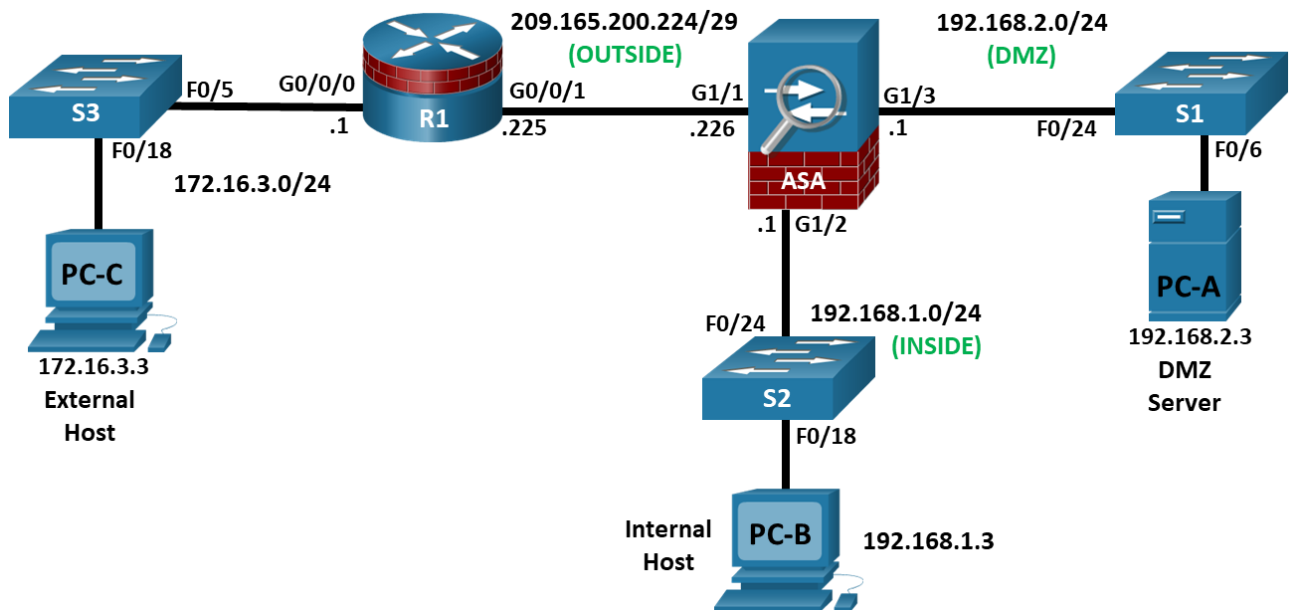 209.165.200.224/29
(OUTSIDE)
192.168.2.0/24
(DMZ)
S3
F0/5
G0/0/0
.1
R1
G0/0/1
.225
G1/1
.226
ASA
G1/3
.1
F0/24
S1
F0/6
F0/18
172.16.3.0/24
PC-C
172.16.3.3
External
Host
.1
G1/2
PC-A
192.168.2.3
DMZ
Server
F0/24
192.168.1.0/24
(INSIDE)
S2
F0/18
Internal
Host
PC-B
192.168.1.3